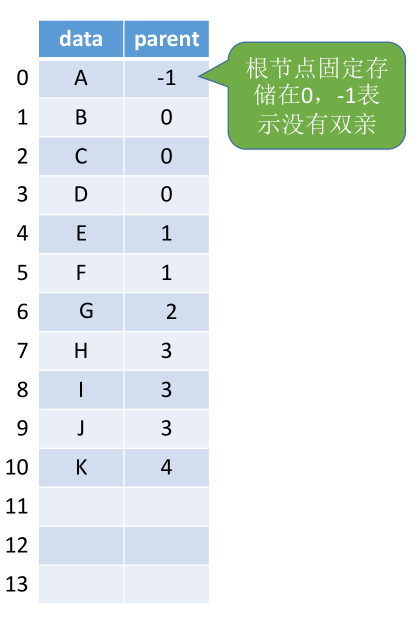 data parent
0 A -1
1 B 0
2 C 0
3 D 0
4 E 1
5 F 1
6 G 2
7 H 3
8 I 3
9 J 3
10 K 4
11
12
13
根节点固定存
储在0，-1表
示没有双亲